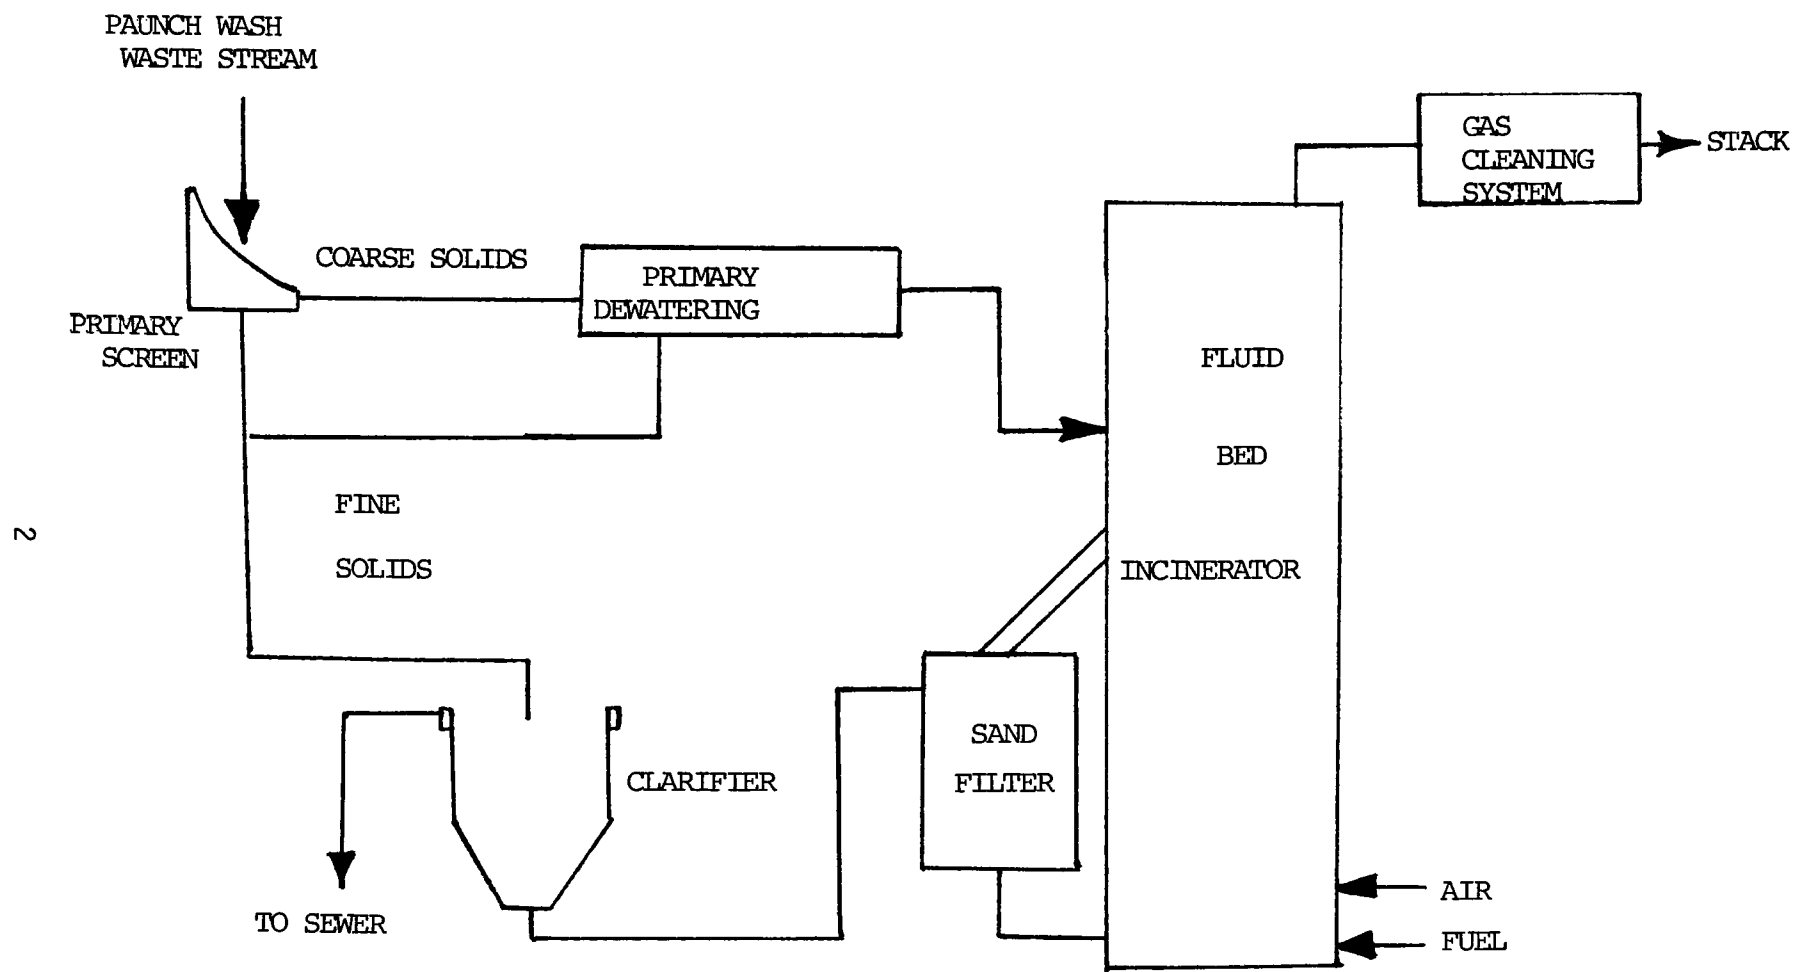 PAUNCH WASH
WASTE STREAM
GAS
CLEANING
SYSTEM
STACK
COARSE SOLIDS
PRIMARY
DEWATERING
PRIMARY
SCREEN
FLUID
BED
INCINERATOR
FINE
SOLIDS
2
SAND
FILTER
CLARIFIER
TO SEWER
AIR
FUEL